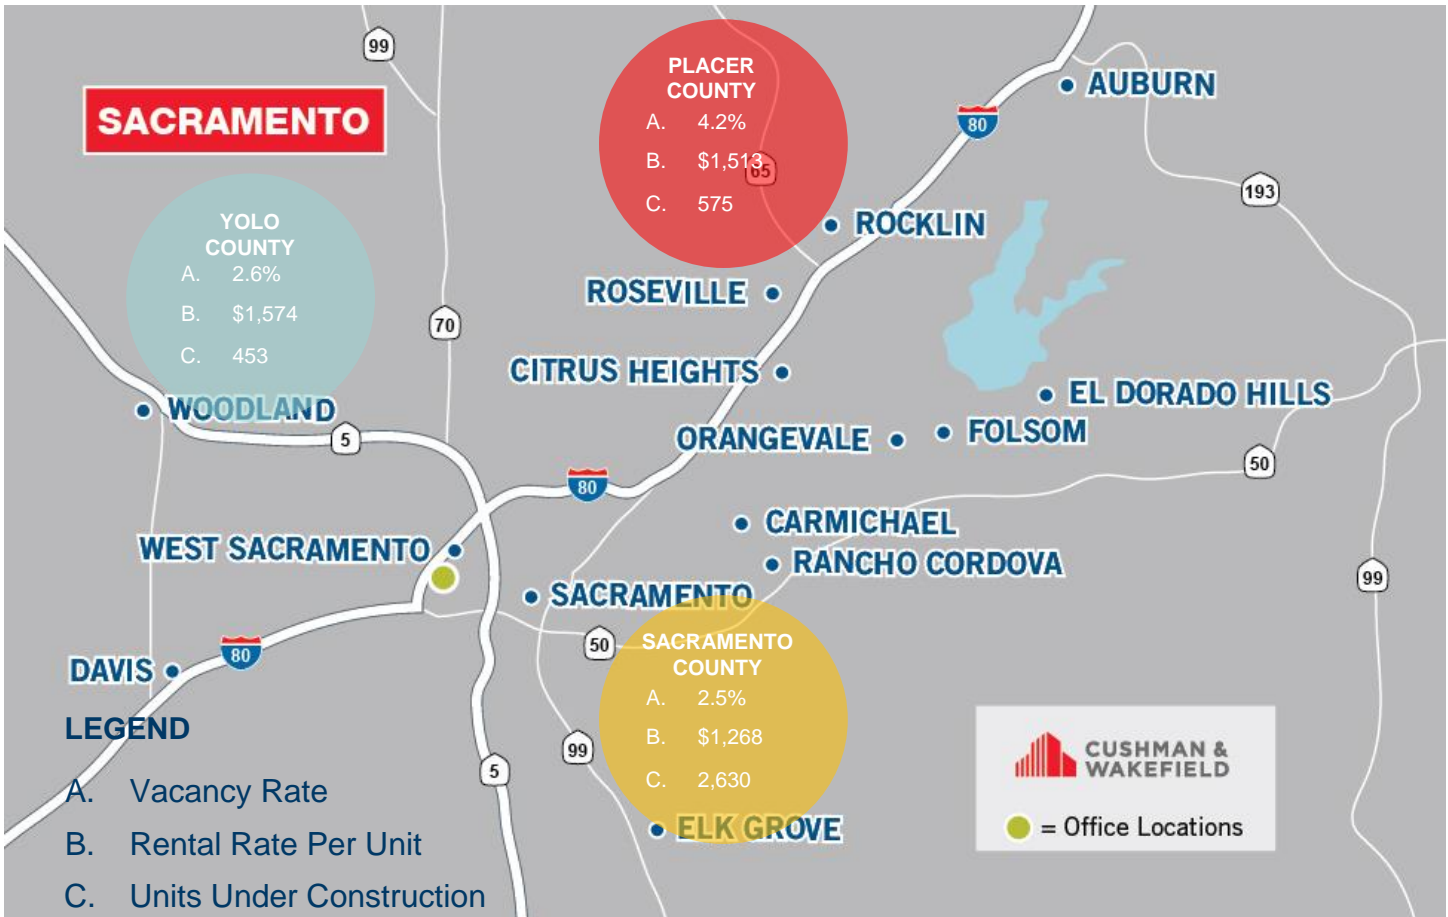 99
PLACER
COUNTY
A. 4.2%
B. $1,513
65
C. 575
AUBURN
80
SACRAMENTO
193
YOLO
COUNTY
A. 2.6%
B. $1,574
C. 453
ROCKLIN
ROSEVILLE
70
CITRUS HEIGHTS
EL DORADO HILLS
WOODLAND
5
ORANGEVALE
FOLSOM
50
80
CARMICHAEL
WEST SACRAMENTO
RANCHO CORDOVA
99
SACRAMENTO
50
80
DAVIS
SACRAMENTO
COUNTY
A. 2.5%
B. $1,268
C. 2,630
99
5
ELK GROVE
LEGEND
A. Vacancy Rate
B. Rental Rate Per Unit
C. Units Under Construction
CUSHMAN &
WAKEFIELD
= Office Locations